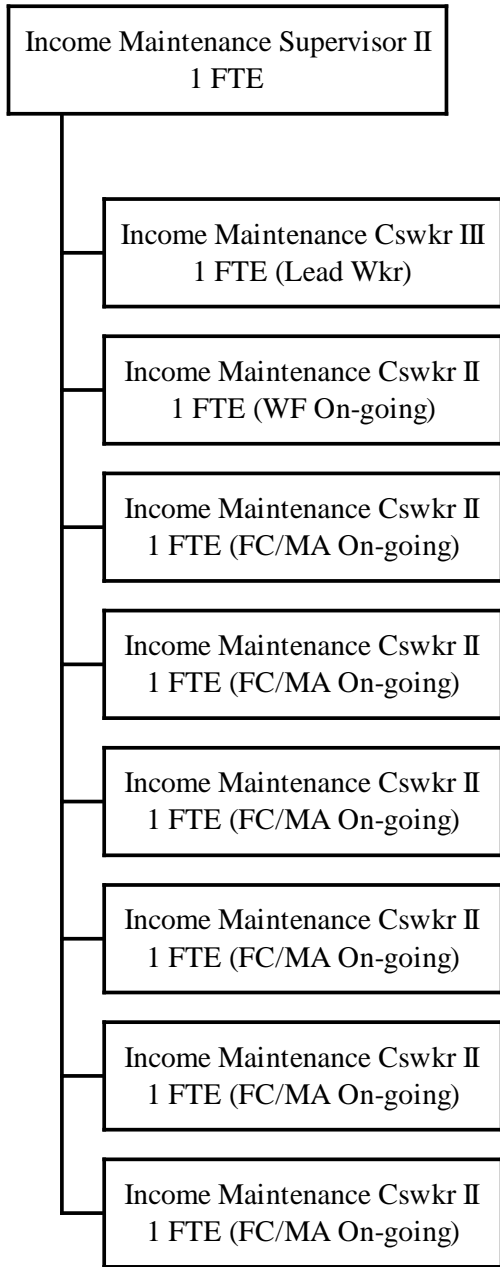 Income Maintenance Supervisor II
1 FTE
Income Maintenance Cswkr III
1 FTE (Lead Wkr)
Income Maintenance Cswkr II
1 FTE (WF On-going)
Income Maintenance Cswkr II
1 FTE (FC/MA On-going)
Income Maintenance Cswkr II
1 FTE (FC/MA On-going)
Income Maintenance Cswkr II
1 FTE (FC/MA On-going)
Income Maintenance Cswkr II
1 FTE (FC/MA On-going)
Income Maintenance Cswkr II
1 FTE (FC/MA On-going)
Income Maintenance Cswkr II
1 FTE (FC/MA On-going)